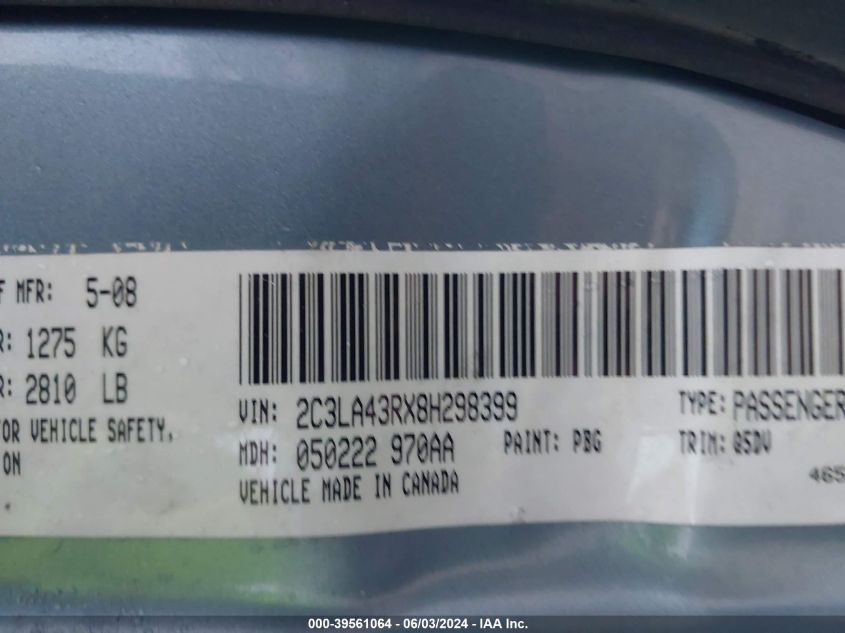 F MFR: 5-08
R: 1275 KG
R: 2810 LB
FOR VEHICLE SAFETY,
ON
VIN: 2C3LA43RX8H298399
TYPE: PASSENGER
MDH: 050222 970AA
PAINT: PBG
TRIM: Q5DV
VEHICLE MADE IN CANADA
465
000-39561064 - 06/03/2024 - IAA Inc.